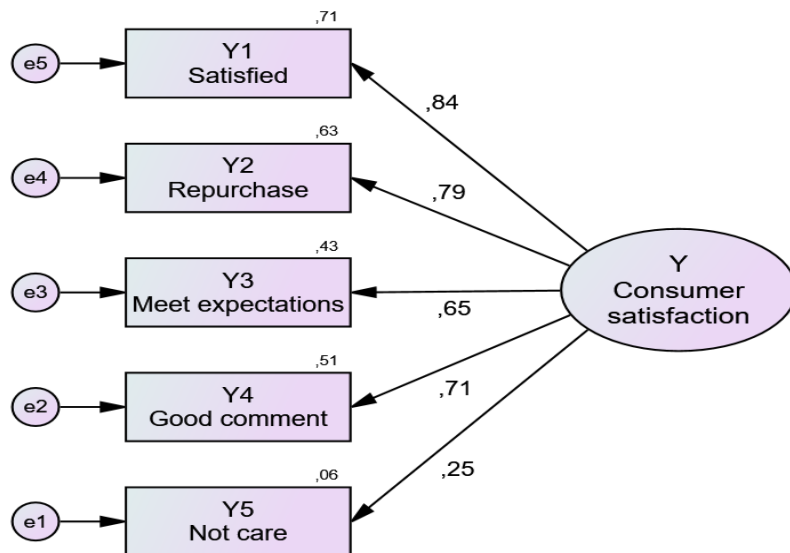 ,71
e5
Y1
Satisfied
,84
,63
e4
Y2
Repurchase
,79
,43
e3
Y3
Meet expectations
,65
Y
Consumer
satisfaction
,51
e2
Y4
Good comment
,71
,06
e1
Y5
Not care
,25